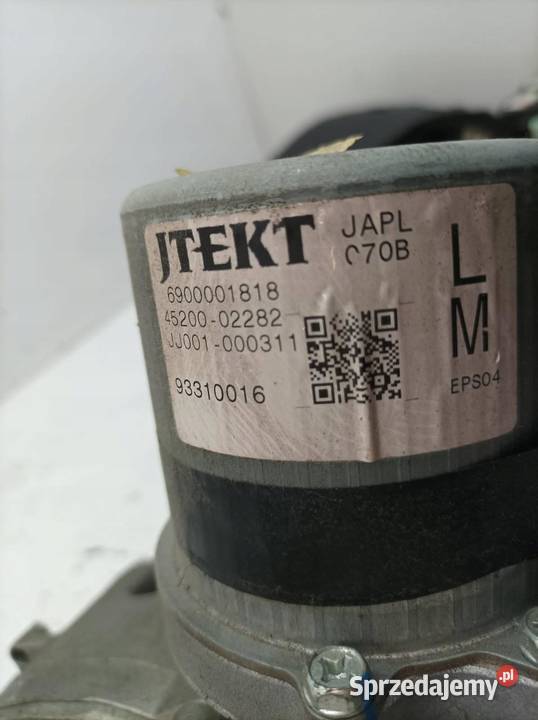 JTEKT
JAPL
070B
6900001818
45200-02282
JJ001-000311
93310016
L
M
EPS04
Sprzedajemy.pl